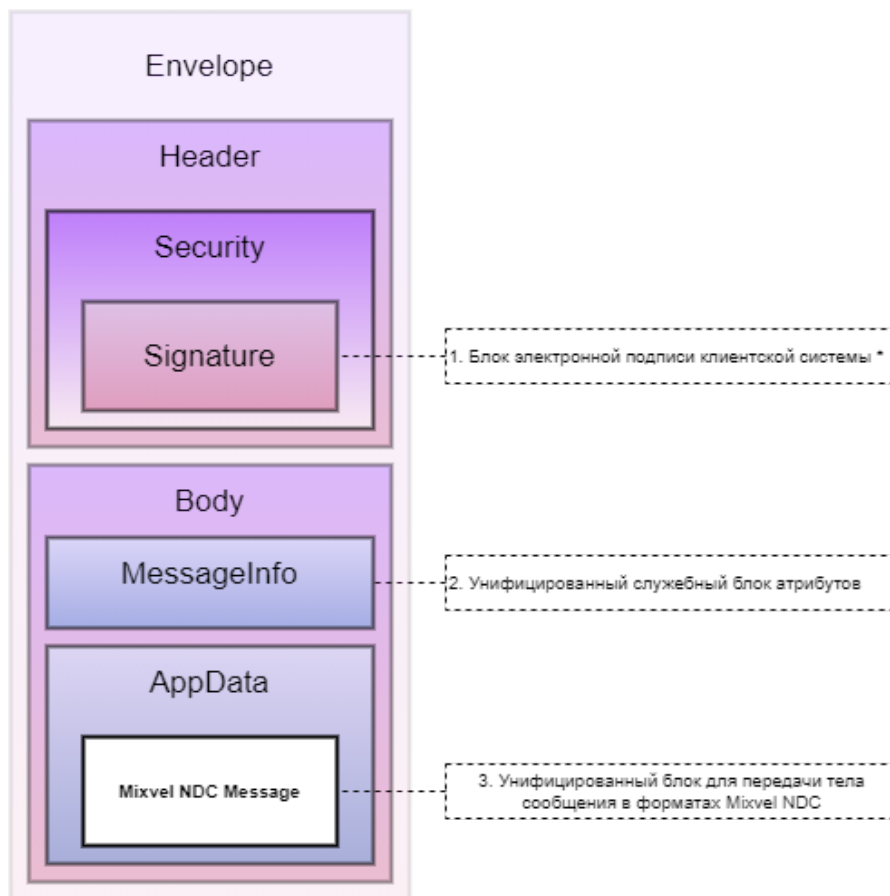 Envelope
Header
Security
Signature
1. Блок электронной подписи клиентской системы *
Body
MessageInfo
2. Унифицированный служебный блок атрибутов
AppData
Mixvel NDC Message
3. Унифицированный блок для передачи тела
сообщения в форматах Mixvel NDC